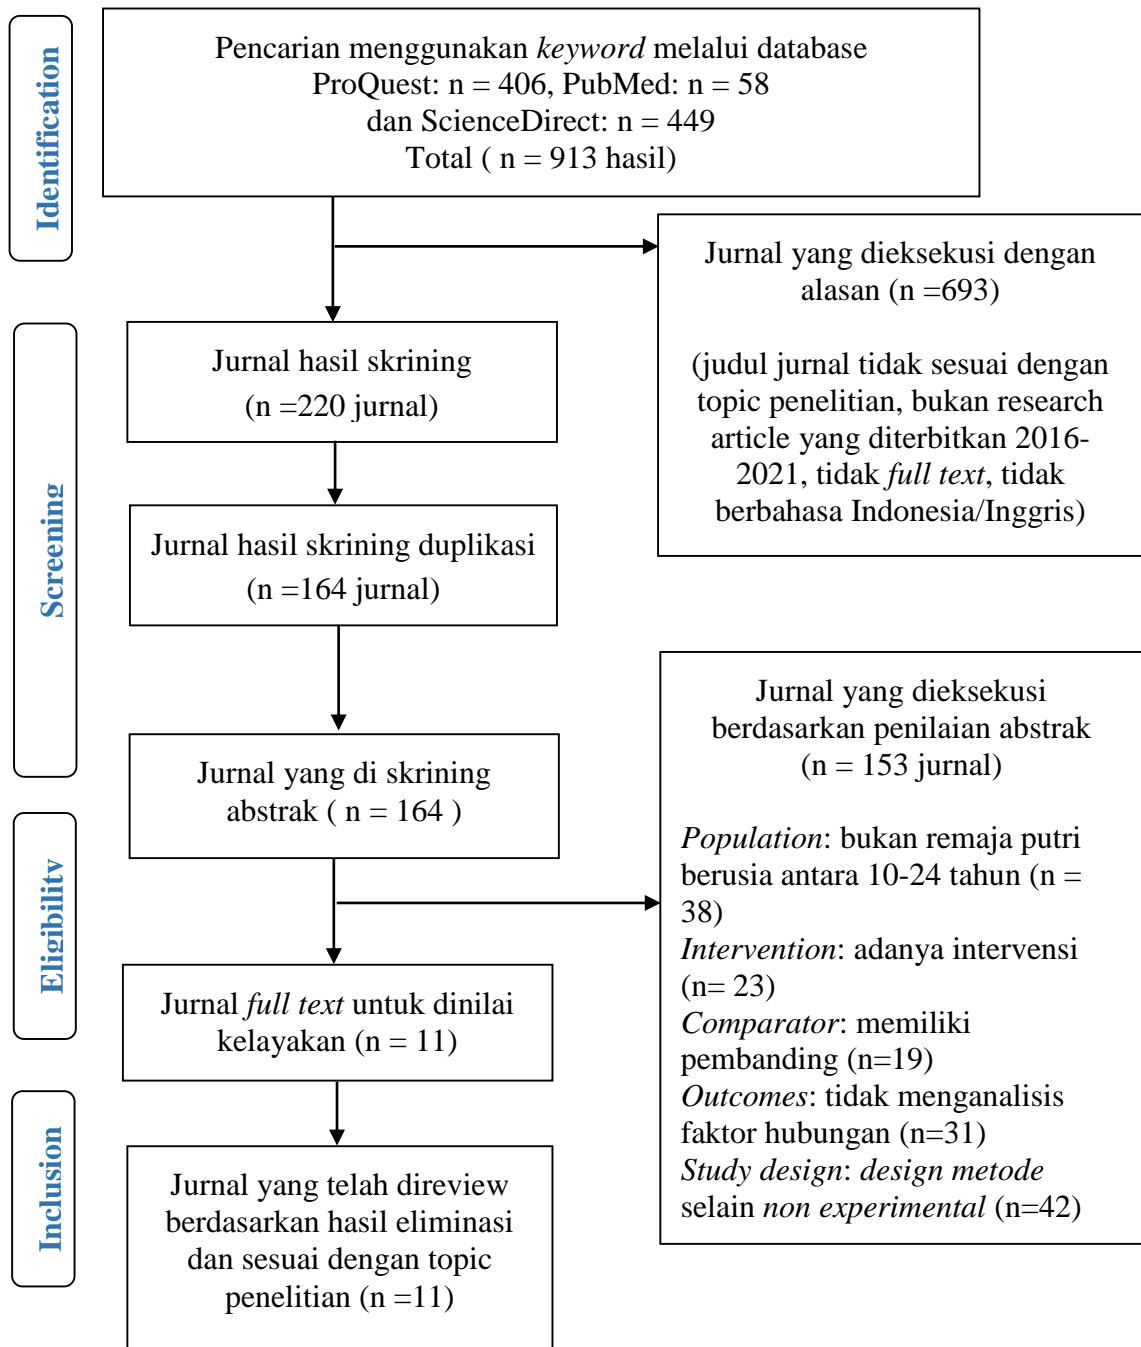 Identification
Pencarian menggunakan keyword melalui database
ProQuest: n = 406, PubMed: n = 58
dan ScienceDirect: n = 449
Total ( n = 913 hasil)
Jurnal yang dieksekusi dengan
alasan (n =693)
(judul jurnal tidak sesuai dengan
topic penelitian, bukan research
article yang diterbitkan 2016-
2021, tidak full text, tidak
berbahasa Indonesia/Inggris)
Screening
Jurnal hasil skrining
(n =220 jurnal)
Jurnal hasil skrining duplikasi
(n =164 jurnal)
Jurnal yang di skrining
abstrak ( n = 164 )
Jurnal yang dieksekusi
berdasarkan penilaian abstrak
(n = 153 jurnal)
Population: bukan remaja putri
berusia antara 10-24 tahun (n =
38)
Intervention: adanya intervensi
(n= 23)
Comparator: memiliki
pembanding (n=19)
Outcomes: tidak menganalisis
faktor hubungan (n=31)
Study design: design metode
selain non experimental (n=42)
Eligibility
Jurnal full text untuk dinilai
kelayakan (n = 11)
Inclusion
Jurnal yang telah direview
berdasarkan hasil eliminasi
dan sesuai dengan topic
penelitian (n =11)